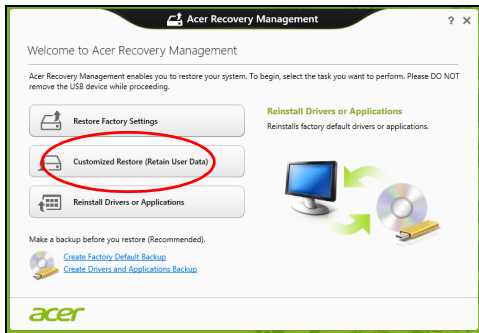 Acer Recovery Management
? ×
Welcome to Acer Recovery Management
Acer Recovery Management enables you to restore your system. To begin, select the task you want to perform. Please DO NOT
remove the USB device while proceeding.
Restore Factory Settings
Customized Restore (Retain User Data)
Reinstall Drivers or Applications
Reinstall Drivers or Applications
Reinstalls factory default drivers or applications.
Make a backup before you restore (Recommended).
Create Factory Default Backup
Create Drivers and Applications Backup
acer